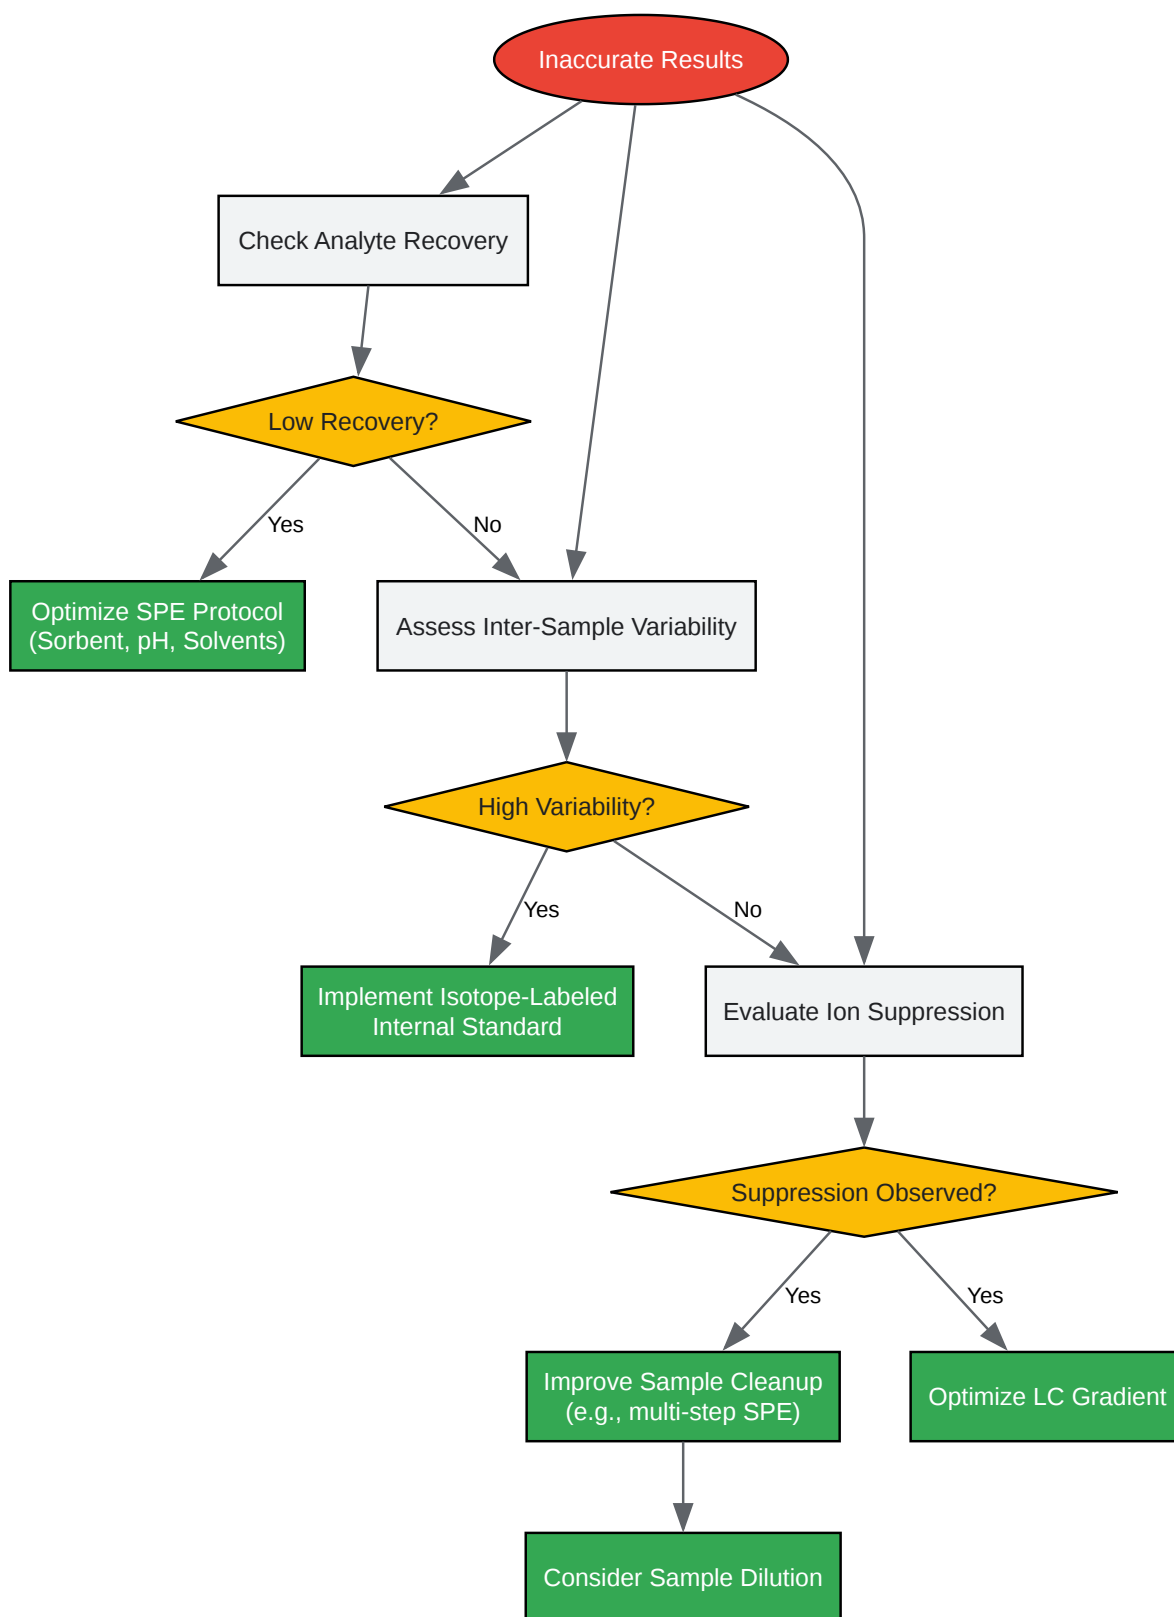 Inaccurate Results
Check Analyte Recovery
Low Recovery?
Yes
No
Optimize SPE Protocol
(Sorbent, pH, Solvents)
Assess Inter-Sample Variability
High Variability?
Yes
No
Implement Isotope-Labeled
Internal Standard
Evaluate Ion Suppression
Suppression Observed?
Yes
Yes
Improve Sample Cleanup
(e.g., multi-step SPE)
Optimize LC Gradient
Consider Sample Dilution